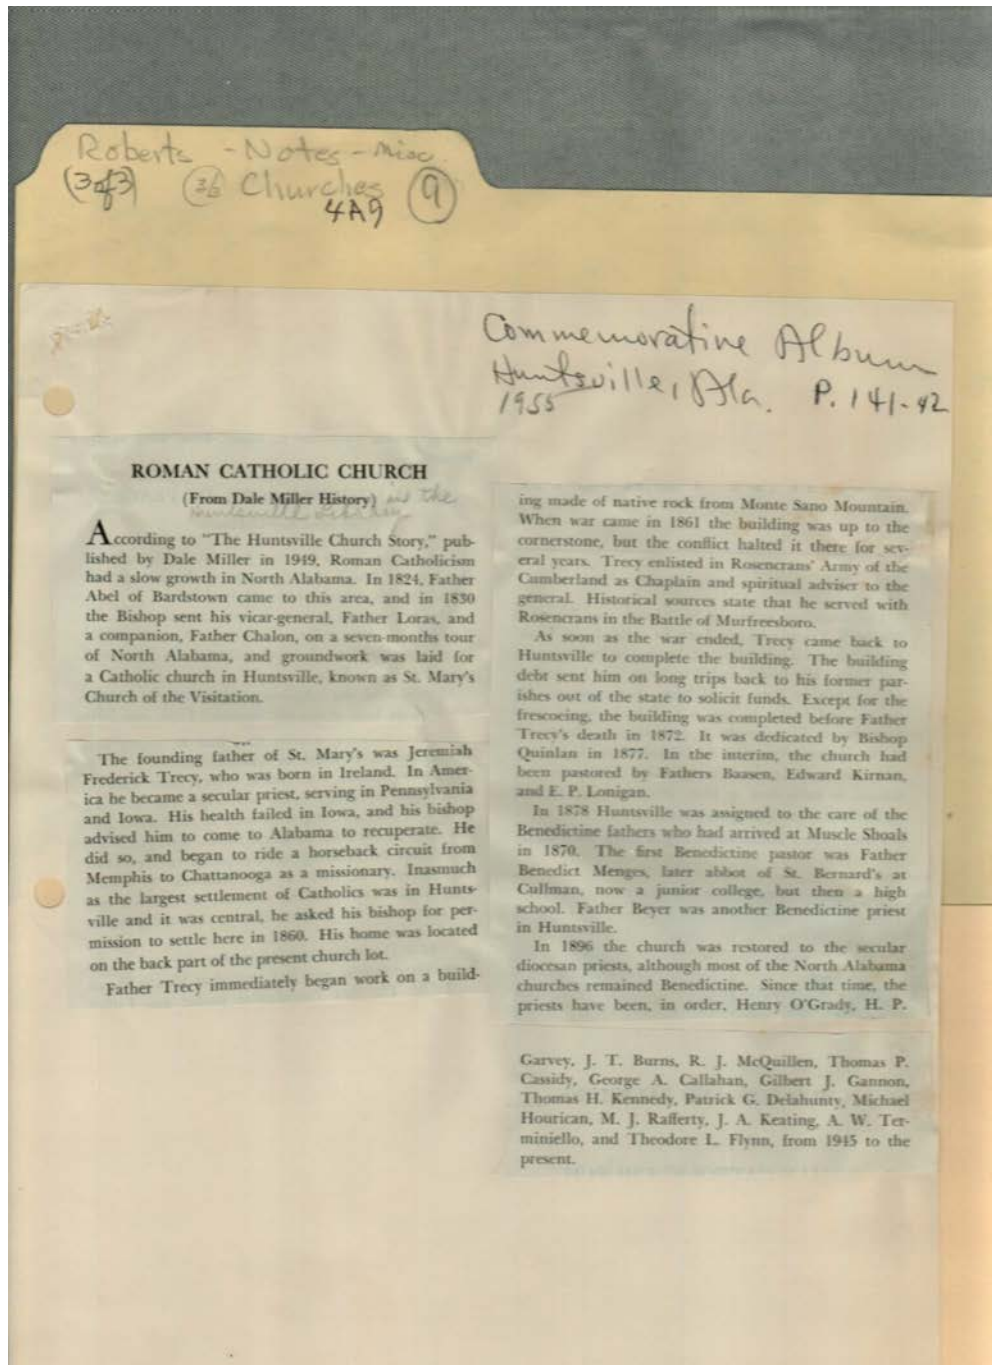 Roberts - Notes - Misc.
(3 of 3) Churches 9
4A9
Commemorative Album
Huntsville, Ala. P. 141-42
1955
ROMAN CATHOLIC CHURCH
(From Dale Miller History) in the
Huntsville Library
According to "The Huntsville Church Story," pub-
lished by Dale Miller in 1949, Roman Catholicism
had a slow growth in North Alabama. In 1824, Father
Abel of Bardstown came to this area, and in 1830
the Bishop sent his vicar-general, Father Loras, and
a companion, Father Chalon, on a seven-months tour
of North Alabama, and groundwork was laid for
a Catholic church in Huntsville, known as St. Mary's
Church of the Visitation.
The founding father of St. Mary's was Jeremiah
Frederick Trecy, who was born in Ireland. In Amer-
ica he became a secular priest, serving in Pennsylvania
and Iowa. His health failed in Iowa, and his bishop
advised him to come to Alabama to recuperate. He
did so, and began to ride a horseback circuit from
Memphis to Chattanooga as a missionary. Inasmuch
as the largest settlement of Catholics was in Hunts-
ville and it was central, he asked his bishop for per-
mission to settle here in 1860. His home was located
on the back part of the present church lot.
Father Trecy immediately began work on a build-
ing made of native rock from Monte Sano Mountain.
When war came in 1861 the building was up to the
cornerstone, but the conflict halted it there for sev-
eral years. Trecy enlisted in Rosencrans' Army of the
Cumberland as Chaplain and spiritual adviser to the
general. Historical sources state that he served with
Rosencrans in the Battle of Murfreesboro.
As soon as the war ended, Trecy came back to
Huntsville to complete the building. The building
debt sent him on long trips back to his former par-
ishes out of the state to solicit funds. Except for the
frescoeing, the building was completed before Father
Trecy's death in 1872. It was dedicated by Bishop
Quinlan in 1877. In the interim, the church had
been pastored by Fathers Baasen, Edward Kirnan,
and E. P. Lonigan.
In 1878 Huntsville was assigned to the care of the
Benedictine fathers who had arrived at Muscle Shoals
in 1870. The first Benedictine pastor was Father
Benedict Menges, later abbot of St. Bernard's at
Cullman, now a junior college, but then a high
school. Father Beyer was another Benedictine priest
in Huntsville.
In 1896 the church was restored to the secular
diocesan priests, although most of the North Alabama
churches remained Benedictine. Since that time, the
priests have been, in order, Henry O'Grady, H. P.
Garvey, J. T. Burns, R. J. McQuillen, Thomas P.
Cassidy, George A. Callahan, Gilbert J. Gannon,
Thomas H. Kennedy, Patrick G. Delahunty, Michael
Hourican, M. J. Rafferty, J. A. Keating, A. W. Ter-
miniello, and Theodore L. Flynn, from 1945 to the
present.